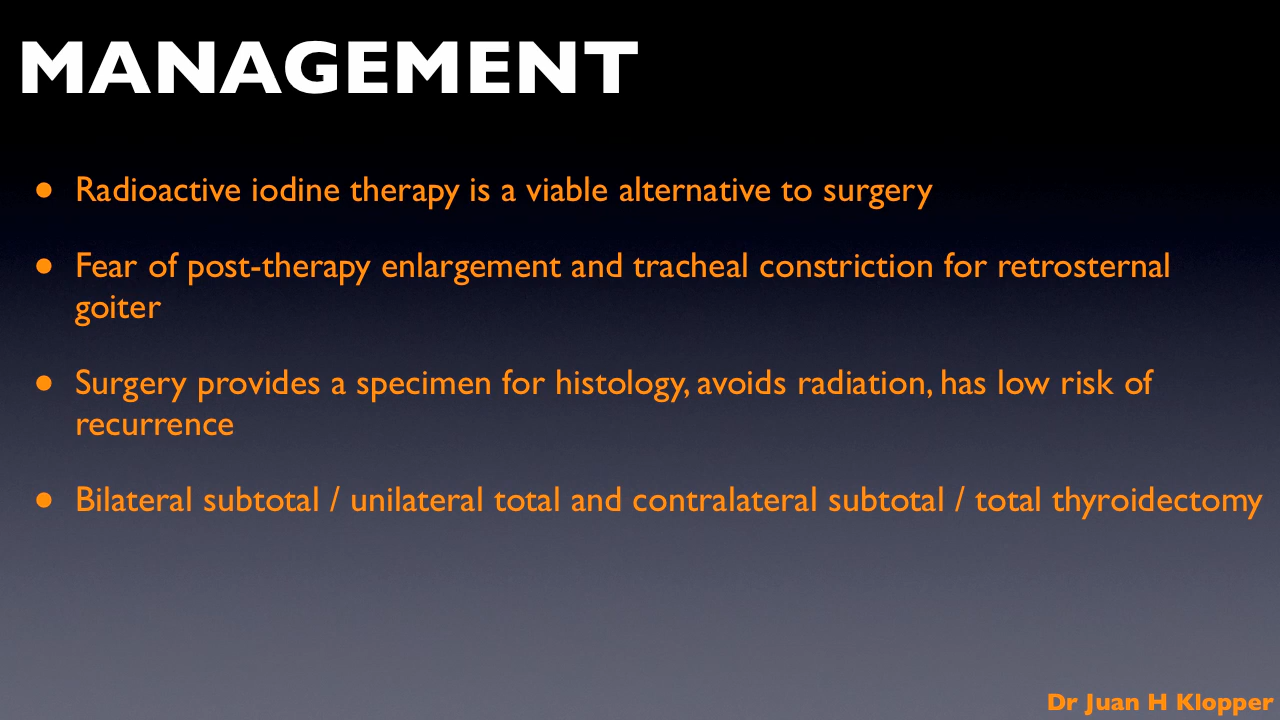 MANAGEMENT
• Radioactive iodine therapy is a viable alternative to surgery
• Fear of post-therapy enlargement and tracheal constriction for retrosternal
goiter
• Surgery provides a specimen for histology, avoids radiation, has low risk of
recurrence
• Bilateral subtotal / unilateral total and contralateral subtotal / total thyroidectomy
Dr Juan H Klopper